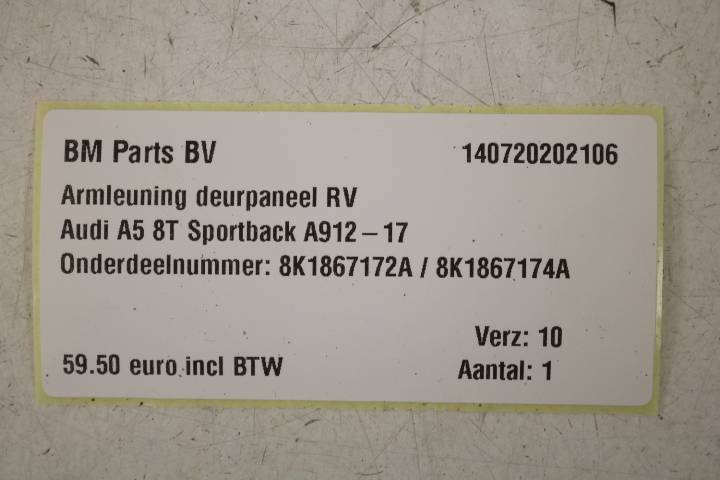 BM Parts BV 140720202106
Armleuning deurpaneel RV
Audi A5 8T Sportback A912-17
Onderdeelnummer: 8K1867172A / 8K1867174A
Verz: 10
59.50 euro incl BTW Aantal: 1